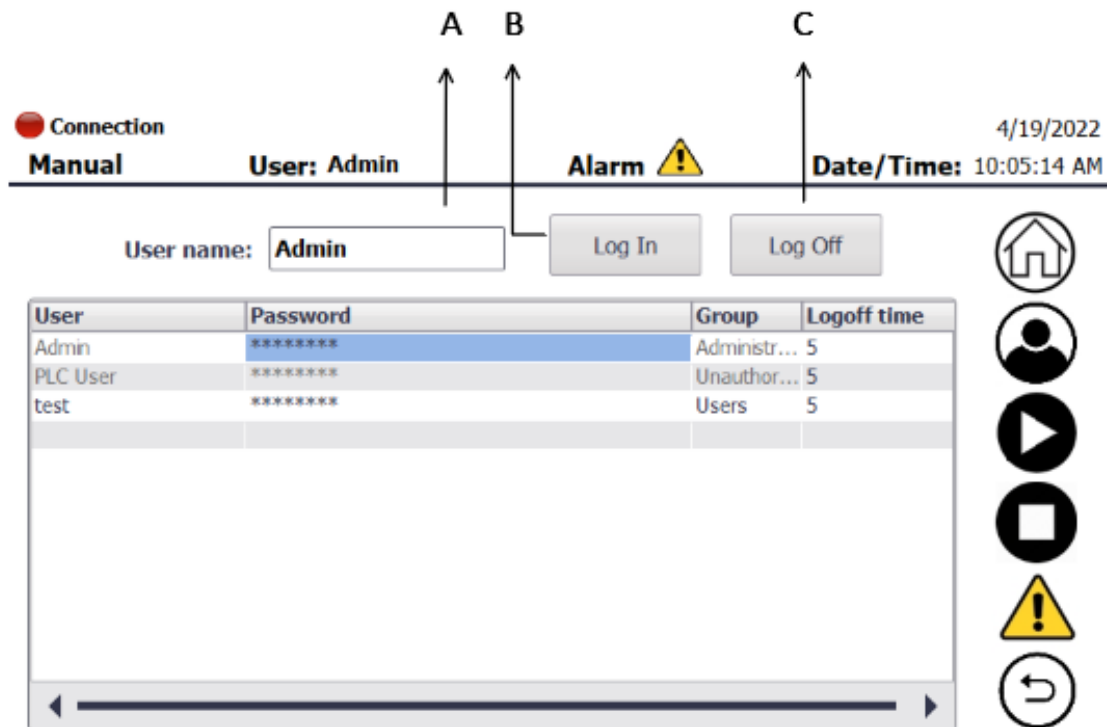 A B C
Connection 4/19/2022
Manual User: Admin Alarm Date/Time: 10:05:14 AM
User name: Admin Log In Log Off
User Password Group Logoff time
Admin ******** Administr... 5
PLC User ******** Unauthor... 5
test ******** Users 5